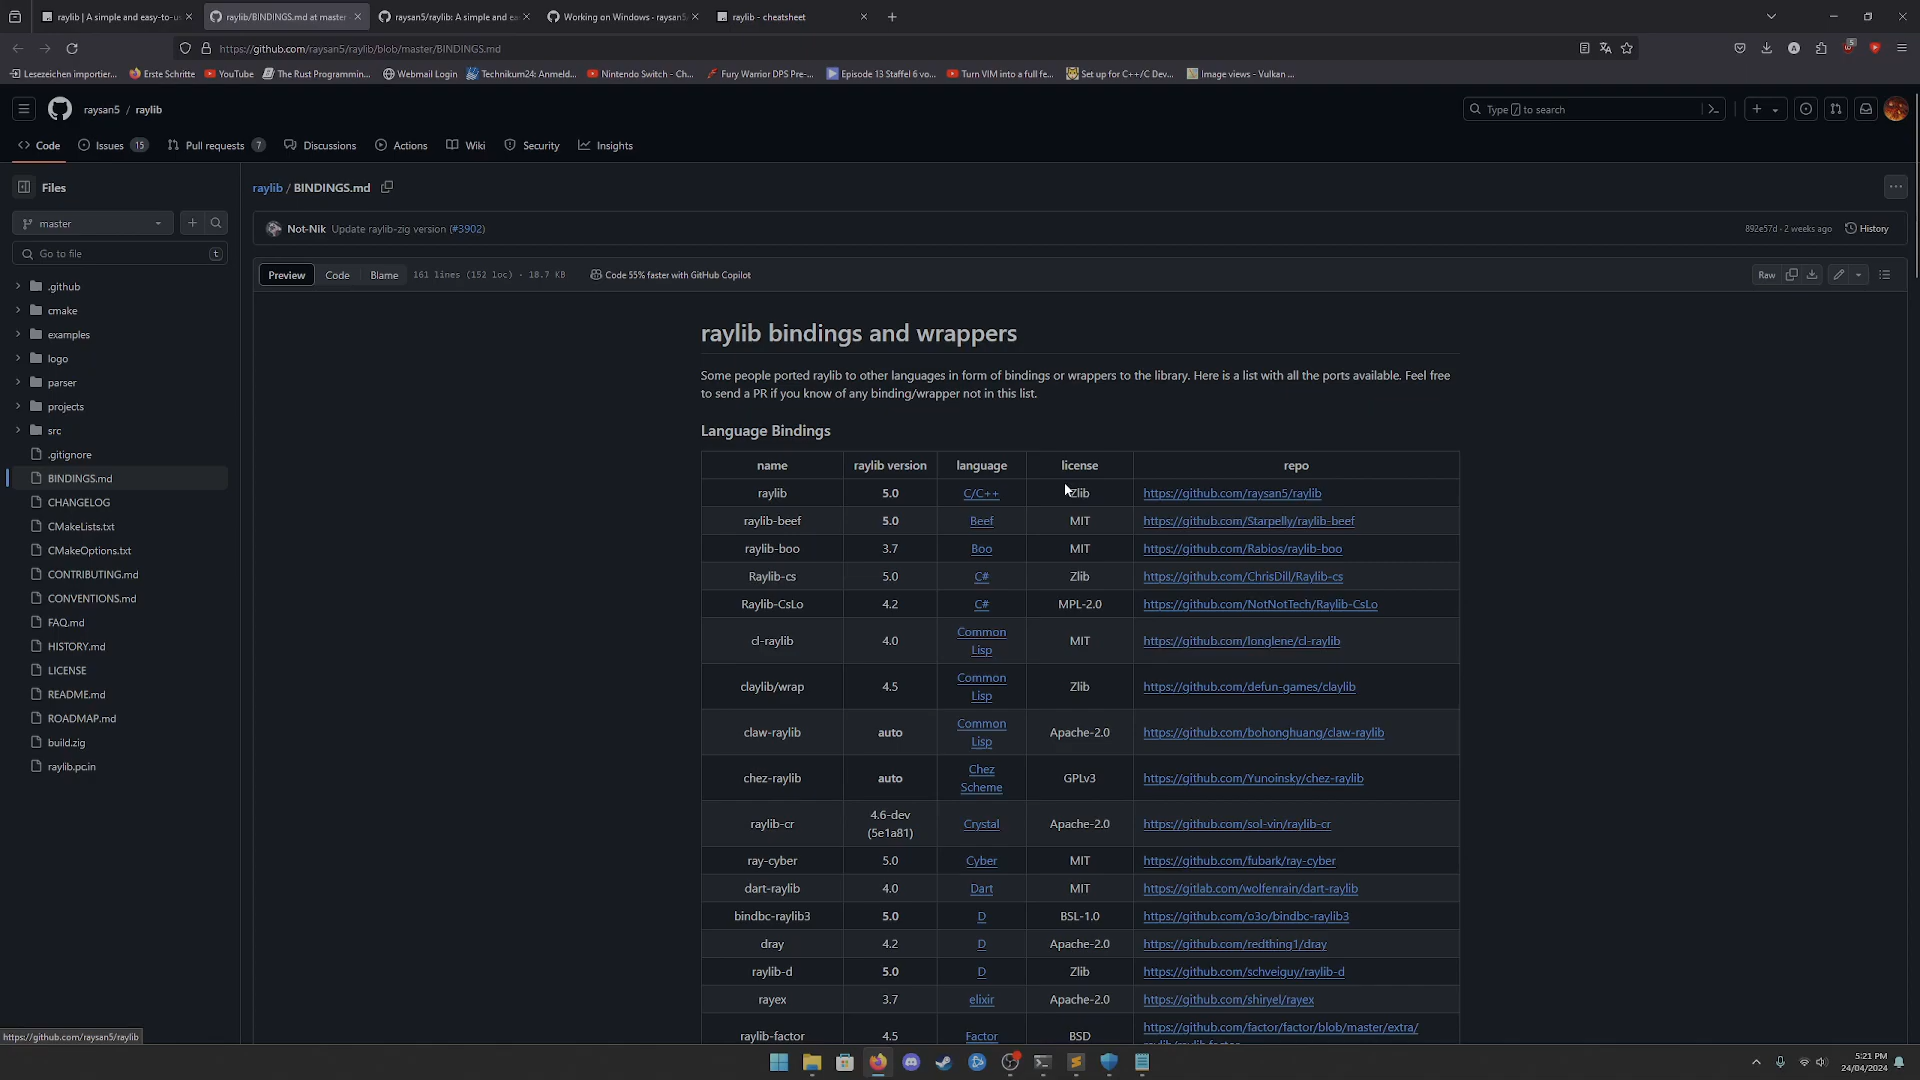 raylib | A simple and easy-to-us
raylib/BINDINGS.md at master
raysan5/raylib: A simple and eas
Working on Windows · raysan5
raylib - cheatsheet
https://github.com/raysan5/raylib/blob/master/BINDINGS.md
5
Lesezeichen importier...
Erste Schritte
YouTube
The Rust Programmin...
Webmail Login
Technikum24: Anmeld...
Nintendo Switch - Ch...
Fury Warrior DPS Pre-...
Episode 13 Staffel 6 vo...
Turn VIM into a full fe...
Set up for C++/C Dev...
Image views - Vulkan ...
raysan5 / raylib
Type / to search
Code
Issues 15
Pull requests 7
Discussions
Actions
Wiki
Security
Insights
Files
raylib / BINDINGS.md
master
Not-Nik Update raylib-zig version (#3902)
892e57d · 2 weeks ago
History
Go to file
t
Preview
Code
Blame
161 lines (152 loc) · 18.7 KB
Code 55% faster with GitHub Copilot
Raw
.github
cmake
examples
logo
parser
projects
src
.gitignore
BINDINGS.md
CHANGELOG
CMakeLists.txt
CMakeOptions.txt
CONTRIBUTING.md
CONVENTIONS.md
FAQ.md
HISTORY.md
LICENSE
README.md
ROADMAP.md
build.zig
raylib.pc.in
raylib bindings and wrappers
Some people ported raylib to other languages in form of bindings or wrappers to the library. Here is a list with all the ports available. Feel free
to send a PR if you know of any binding/wrapper not in this list.
Language Bindings
name raylib version language license repo
raylib 5.0 C/C++ Zlib https://github.com/raysan5/raylib
raylib-beef 5.0 Beef MIT https://github.com/Starpelly/raylib-beef
raylib-boo 3.7 Boo MIT https://github.com/Rabios/raylib-boo
Raylib-cs 5.0 C# Zlib https://github.com/ChrisDill/Raylib-cs
Raylib-CsLo 4.2 C# MPL-2.0 https://github.com/NotNotTech/Raylib-CsLo
cl-raylib 4.0 Common
Lisp MIT https://github.com/longlene/cl-raylib
claylib/wrap 4.5 Common
Lisp Zlib https://github.com/defun-games/claylib
claw-raylib auto Common
Lisp Apache-2.0 https://github.com/bohonghuang/claw-raylib
chez-raylib auto Chez
Scheme GPLv3 https://github.com/Yunoinsky/chez-raylib
raylib-cr 4.6-dev
(5e1a81) Crystal Apache-2.0 https://github.com/sol-vin/raylib-cr
ray-cyber 5.0 Cyber MIT https://github.com/fubark/ray-cyber
dart-raylib 4.0 Dart MIT https://gitlab.com/wolfenrain/dart-raylib
bindbc-raylib3 5.0 D BSL-1.0 https://github.com/o3o/bindbc-raylib3
dray 4.2 D Apache-2.0 https://github.com/redthing1/dray
raylib-d 5.0 D Zlib https://github.com/schveiguy/raylib-d
rayex 3.7 elixir Apache-2.0 https://github.com/shiryel/rayex
raylib-factor 4.5 Factor BSD https://github.com/factor/factor/blob/master/extra/
https://github.com/raysan5/raylib
5:21 PM
24/04/2024